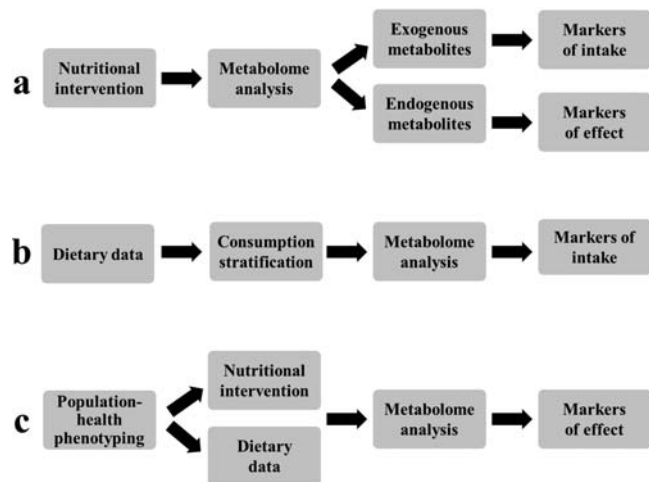 a
Nutritional
intervention
Metabolome
analysis
Exogenous
metabolites
Markers
of intake
Endogenous
metabolites
Markers
of effect
b
Dietary data
Consumption
stratification
Metabolome
analysis
Markers of
intake
c
Population-
health
phenotyping
Nutritional
intervention
Dietary
data
Metabolome
analysis
Markers
of effect